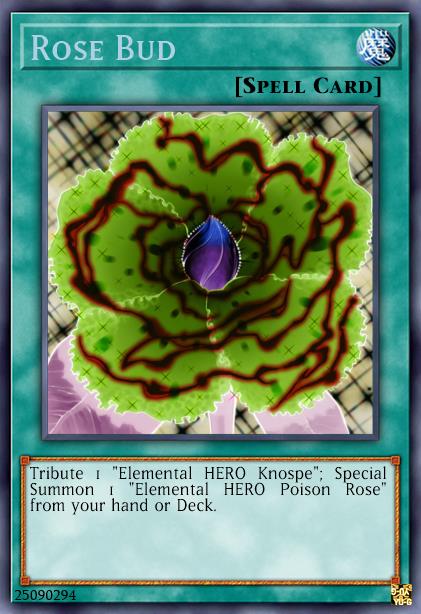 Rose Bud
魔
[Spell Card]
Tribute 1 "Elemental HERO Knospe"; Special
Summon 1 "Elemental HERO Poison Rose"
from your hand or Deck.
25090294